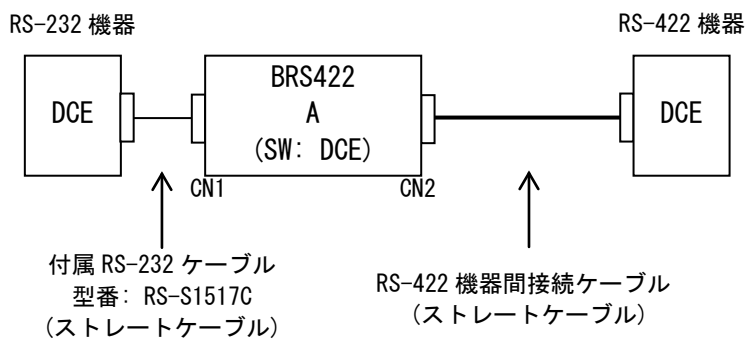 RS-232 機器
RS-422 機器
DCE
BRS422
A
(SW: DCE)
DCE
CN1
CN2
付属 RS-232 ケーブル
型番: RS-S1517C
(ストレートケーブル)
RS-422 機器間接続ケーブル
(ストレートケーブル)